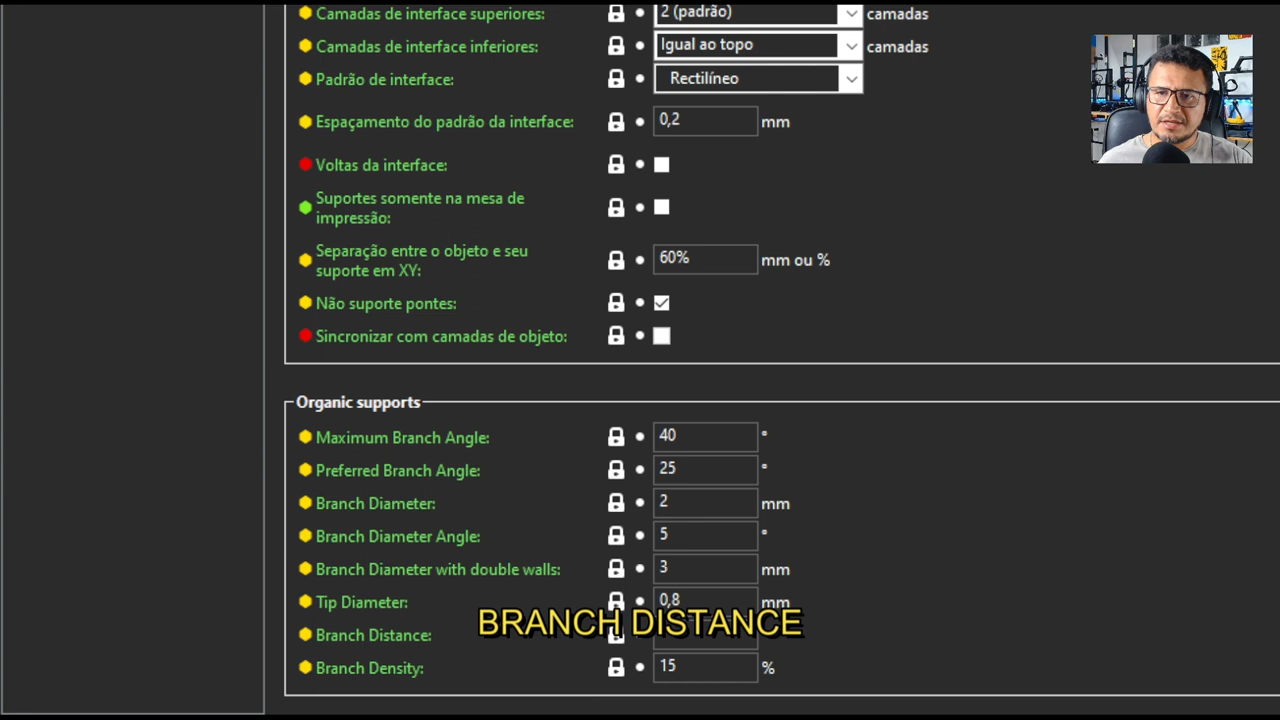 Camadas de interface superiores: 2 (padrão) camadas
Camadas de interface inferiores: Igual ao topo camadas
Padrão de interface: Rectilíneo
Espaçamento do padrão da interface: 0,2 mm
Voltas da interface:
Suportes somente na mesa de
impressão:
Separação entre o objeto e seu
suporte em XY: 60% mm ou %
Não suporte pontes:
Sincronizar com camadas de objeto:
Organic supports
Maximum Branch Angle: 40 °
Preferred Branch Angle: 25 °
Branch Diameter: 2 mm
Branch Diameter Angle: 5 °
Branch Diameter with double walls: 3 mm
Tip Diameter: 0,8 mm
BRANCH DISTANCE
Branch Distance:
Branch Density: 15 %